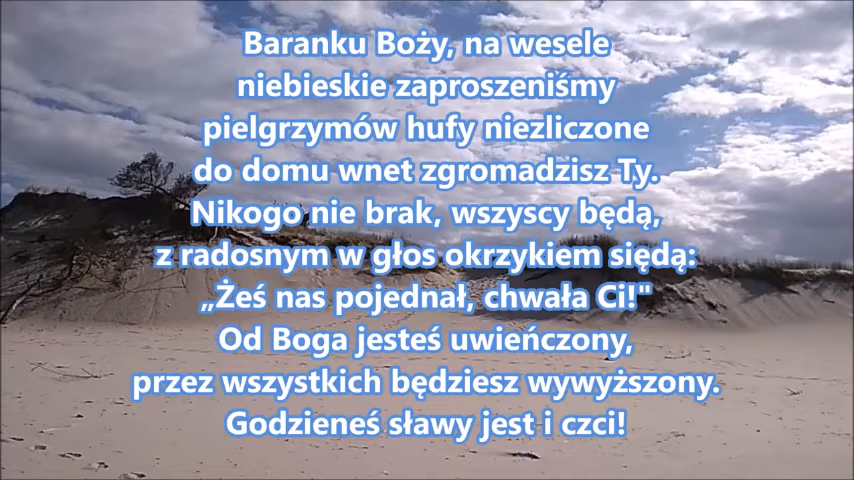 Baranku Boży, na wesele
niebieskie zaproszeniśmy
pielgrzymów hufy niezliczone
do domu wnet zgromadzisz Ty.
Nikogo nie brak, wszyscy będą,
z radosnym w głos okrzykiem siędą:
„Żeś nas pojednał, chwała Ci!"
Od Boga jesteś uwieńczony,
przez wszystkich będziesz wywyższony.
Godzieneś sławy jest i czci!